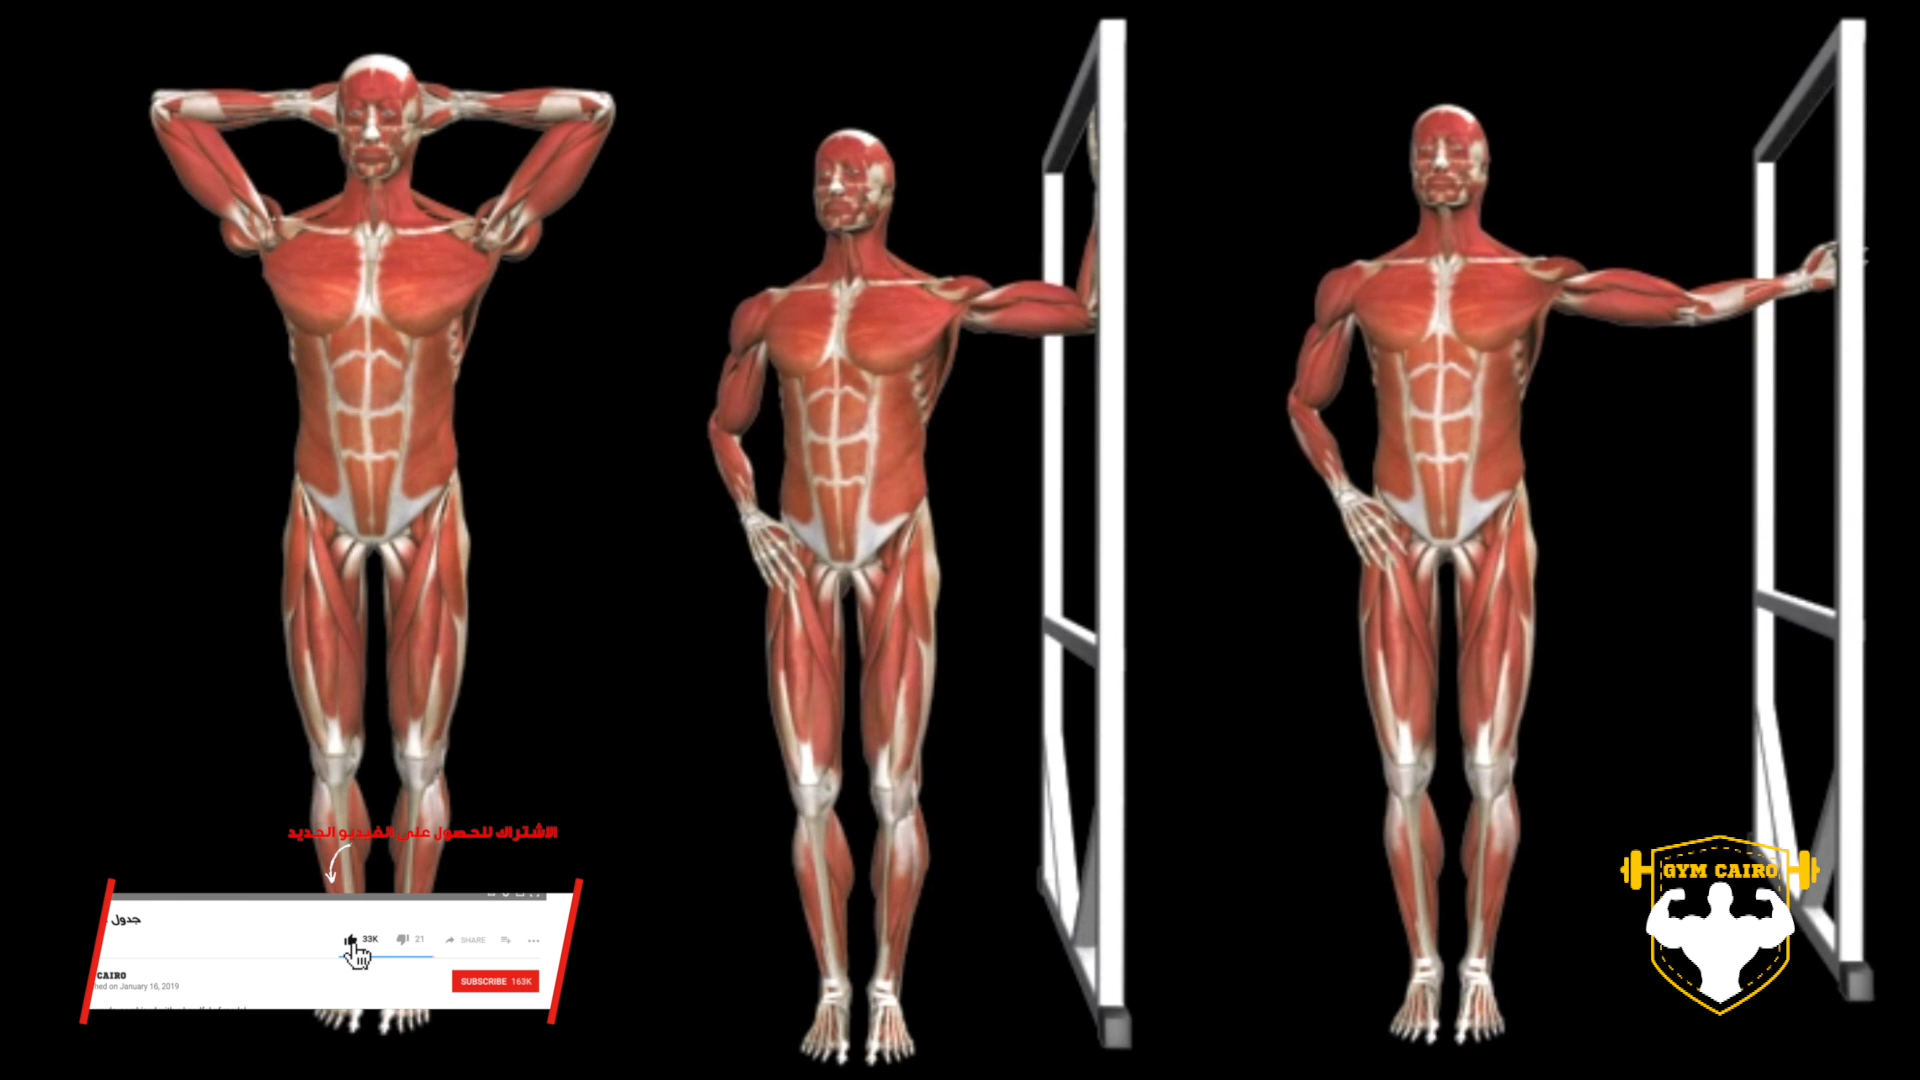 الاشتراك للحصول على الفيديو الجديد
جدول
33K 21 SHARE
CAIRO
hed on January 16, 2019
SUBSCRIBE 163K
GYM CAIRO